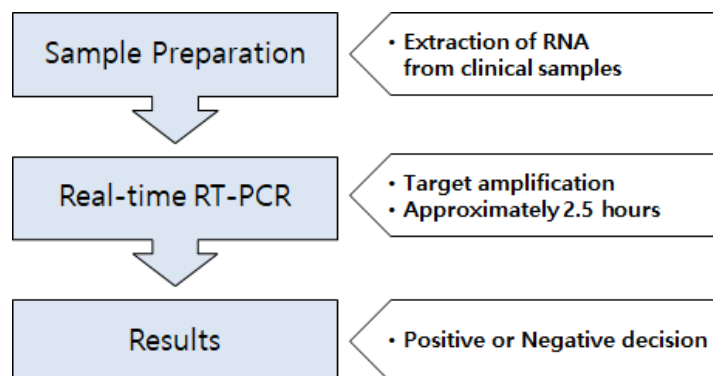 Sample Preparation
• Extraction of RNA
from clinical samples
Real-time RT-PCR
• Target amplification
• Approximately 2.5 hours
Results
• Positive or Negative decision